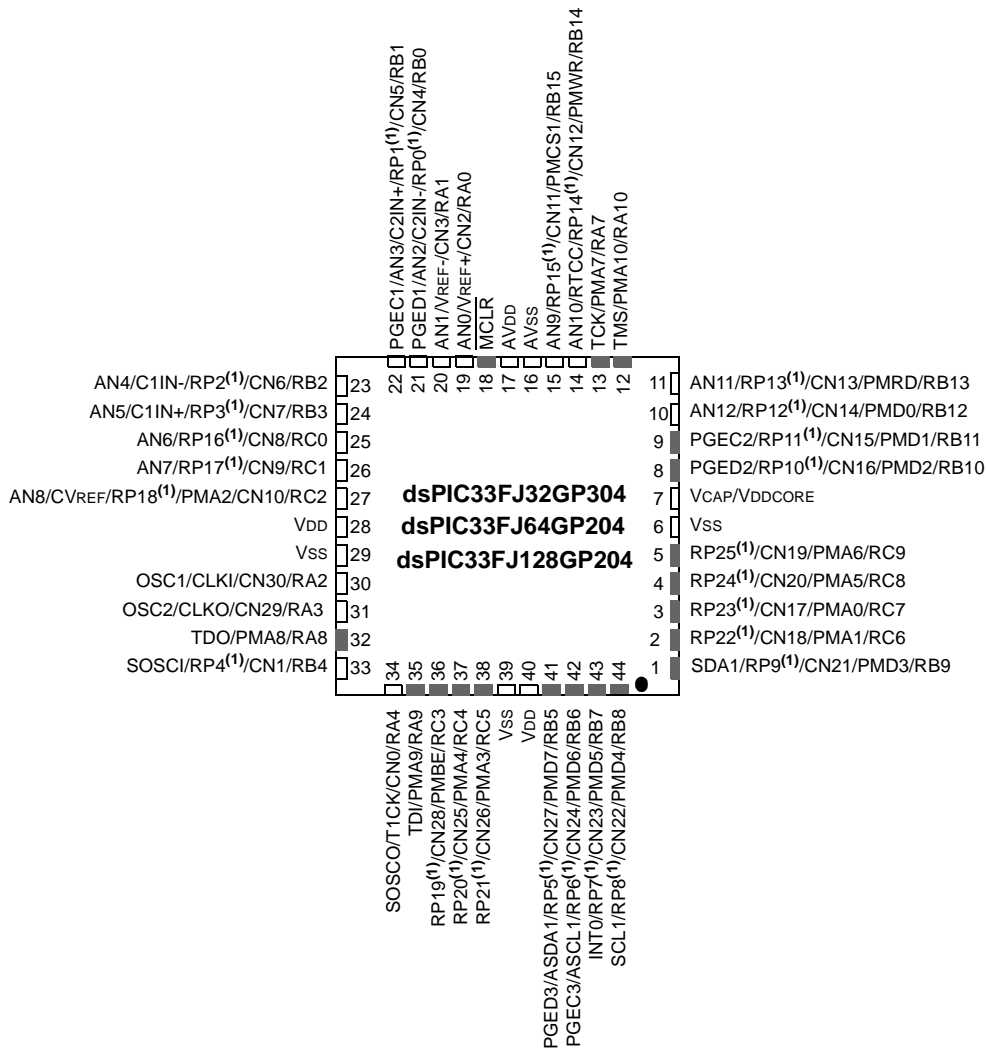 PGEC1/AN3/C2IN+/RP1(1)/CN5/RB1
PGED1/AN2/C2IN-/RP0(1)/CN4/RB0
AN1/VREF-/CN3/RA1
AN0/VREF+/CN2/RA0
MCLR
AVDD
AVSS
AN9/RP15(1)/CN11/PMCS1/RB15
AN10/RTCC/RP14(1)/CN12/PMWR/RB14
TCK/PMA7/RA7
TMS/PMA10/RA10
22 21 20 19 18 17 16 15 14 13 12
AN4/C1IN-/RP2(1)/CN6/RB2 23
AN5/C1IN+/RP3(1)/CN7/RB3 24
AN6/RP16(1)/CN8/RC0 25
AN7/RP17(1)/CN9/RC1 26
AN8/CVREF/RP18(1)/PMA2/CN10/RC2 27
VDD 28
VSS 29
OSC1/CLKI/CN30/RA2 30
OSC2/CLKO/CN29/RA3 31
TDO/PMA8/RA8 32
SOSCI/RP4(1)/CN1/RB4 33
dsPIC33FJ32GP304
dsPIC33FJ64GP204
dsPIC33FJ128GP204
11 AN11/RP13(1)/CN13/PMRD/RB13
10 AN12/RP12(1)/CN14/PMD0/RB12
9 PGEC2/RP11(1)/CN15/PMD1/RB11
8 PGED2/RP10(1)/CN16/PMD2/RB10
7 VCAP/VDDCORE
6 VSS
5 RP25(1)/CN19/PMA6/RC9
4 RP24(1)/CN20/PMA5/RC8
3 RP23(1)/CN17/PMA0/RC7
2 RP22(1)/CN18/PMA1/RC6
1 SDA1/RP9(1)/CN21/PMD3/RB9
34 35 36 37 38 39 40 41 42 43 44
SOSCO/T1CK/CN0/RA4
TDI/PMA9/RA9
RP19(1)/CN28/PMBE/RC3
RP20(1)/CN25/PMA4/RC4
RP21(1)/CN26/PMA3/RC5
VSS
VDD
PGED3/ASDA1/RP5(1)/CN27/PMD7/RB5
PGEC3/ASCL1/RP6(1)/CN24/PMD6/RB6
INT0/RP7(1)/CN23/PMD5/RB7
SCL1/RP8(1)/CN22/PMD4/RB8